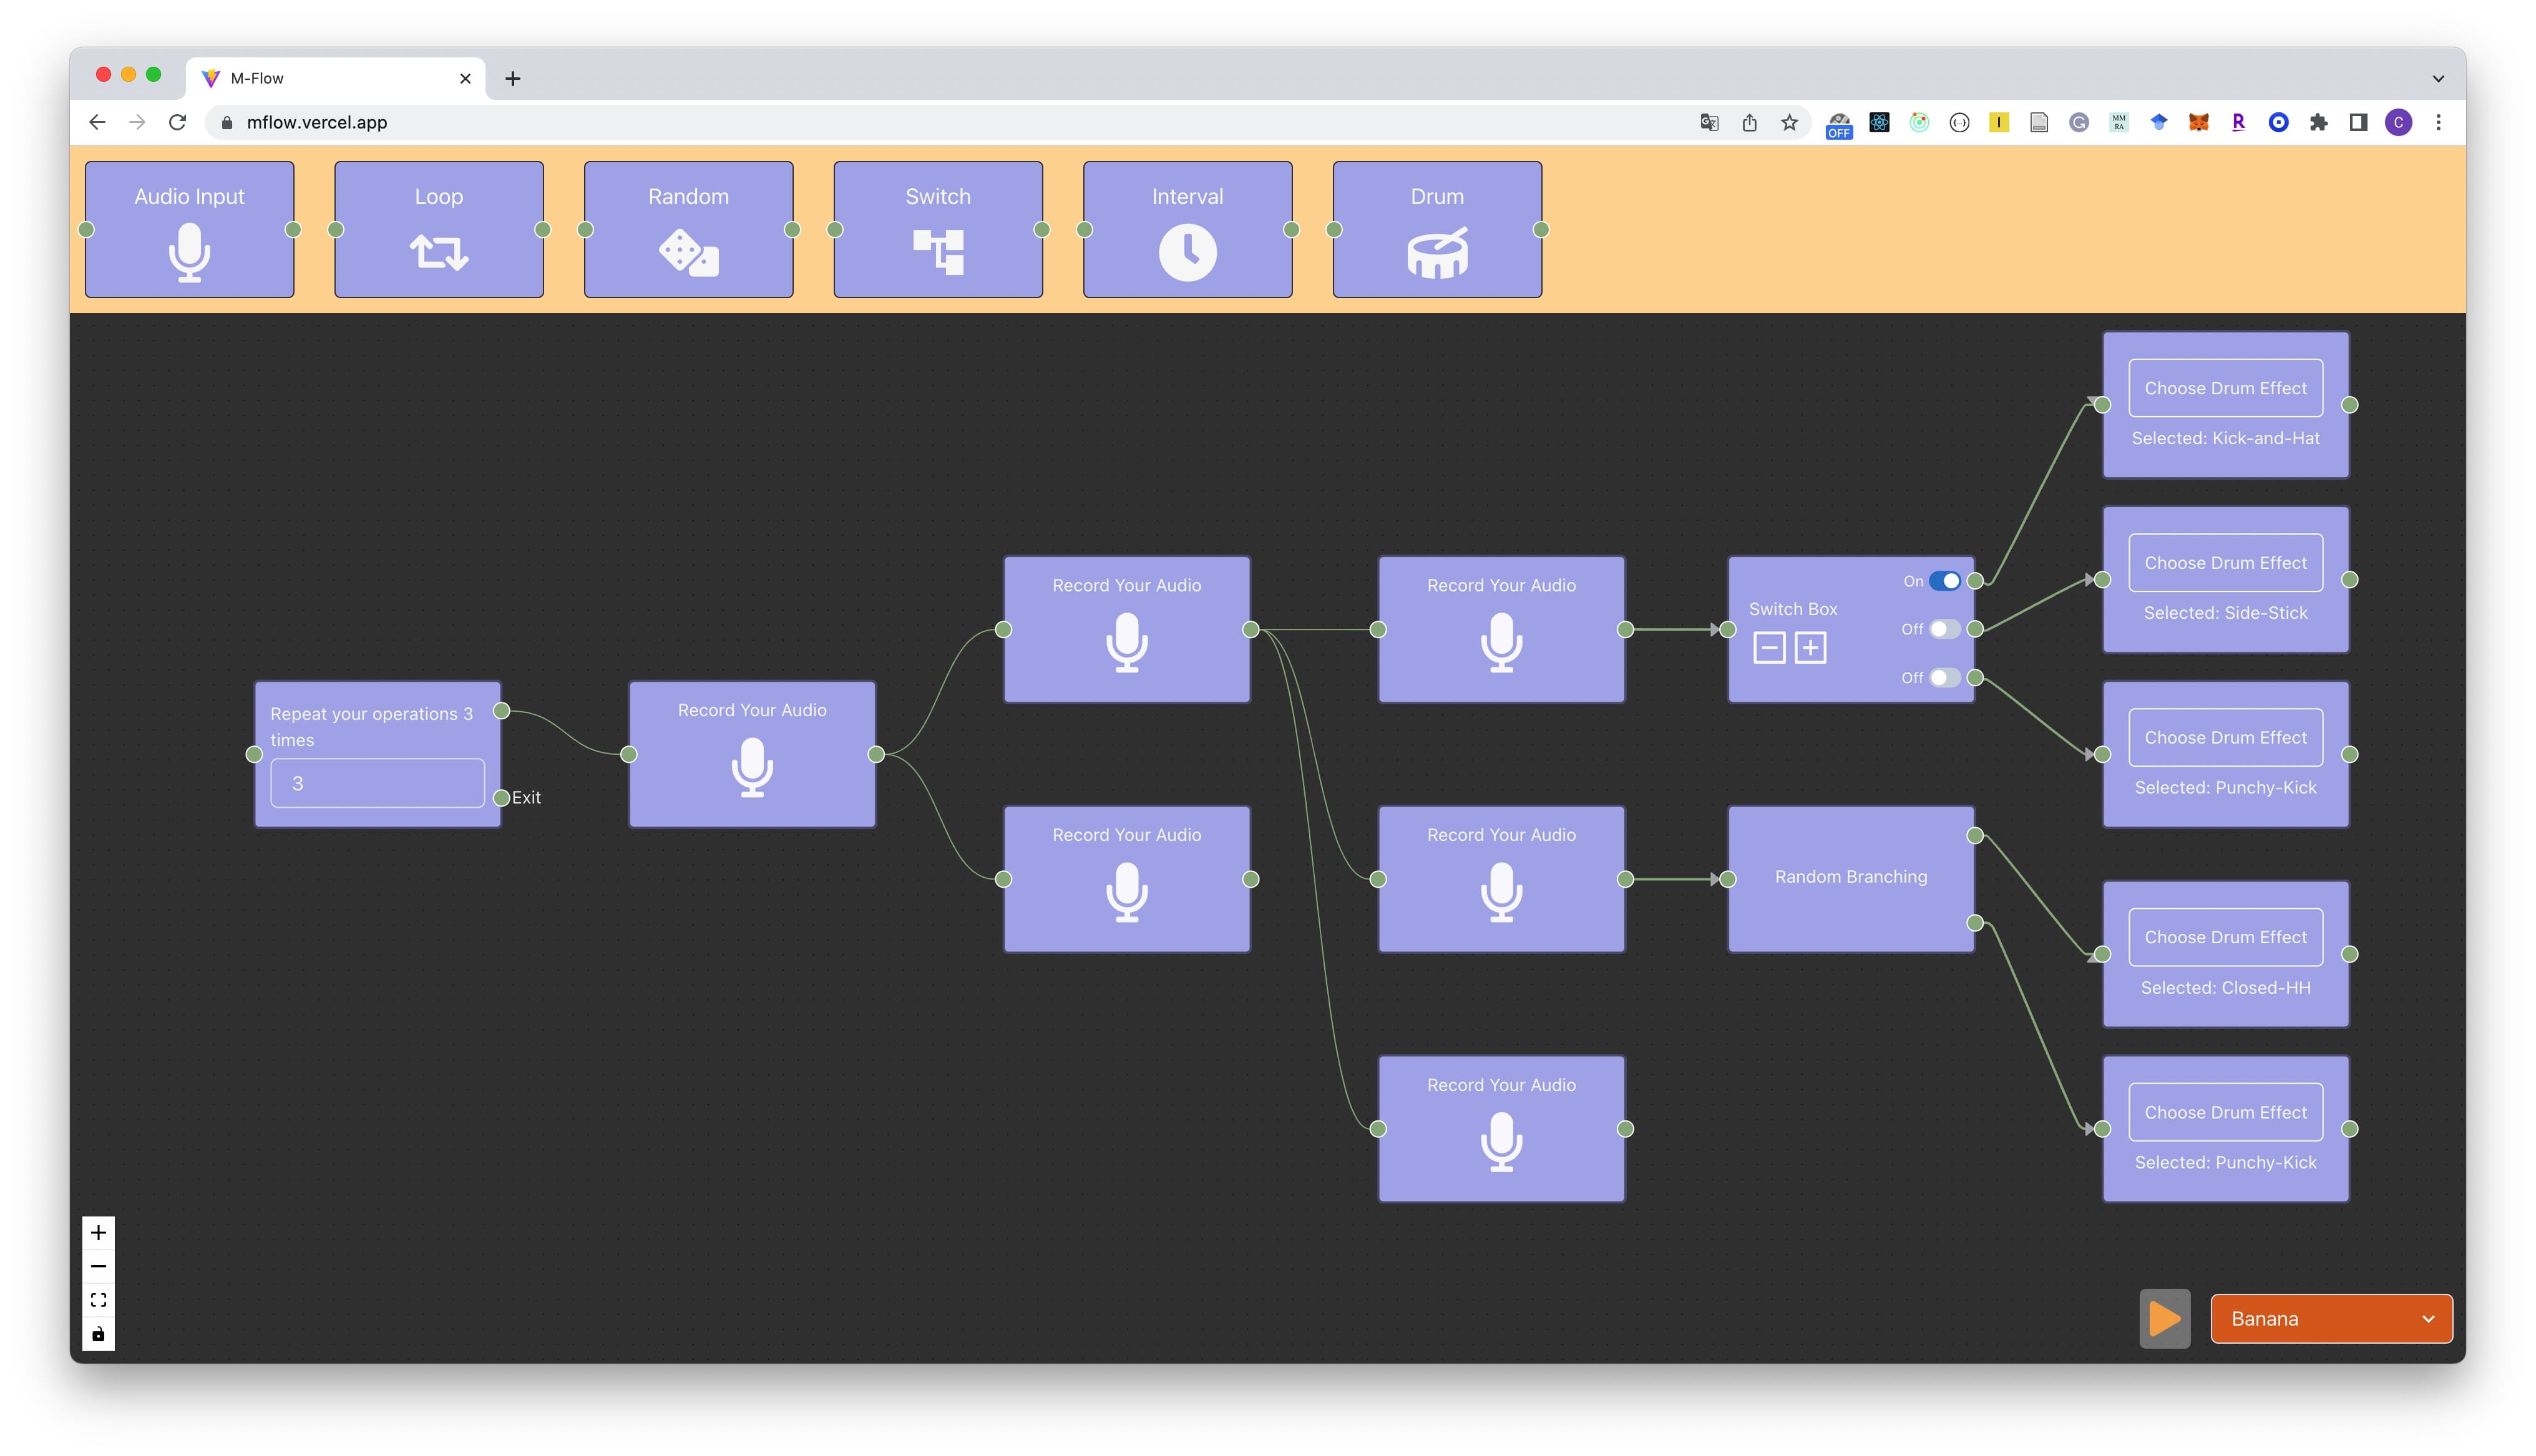 M-Flow
mflow.vercel.app
OFF
MM
RA
R
C
Audio Input
Loop
Random
Switch
Interval
Drum
Choose Drum Effect
Selected: Kick-and-Hat
Choose Drum Effect
Selected: Side-Stick
Record Your Audio
Record Your Audio
On
Switch Box
Off
Off
Repeat your operations 3
times
3
Exit
Record Your Audio
Choose Drum Effect
Selected: Punchy-Kick
Record Your Audio
Record Your Audio
Random Branching
Choose Drum Effect
Selected: Closed-HH
Record Your Audio
Choose Drum Effect
Selected: Punchy-Kick
Banana